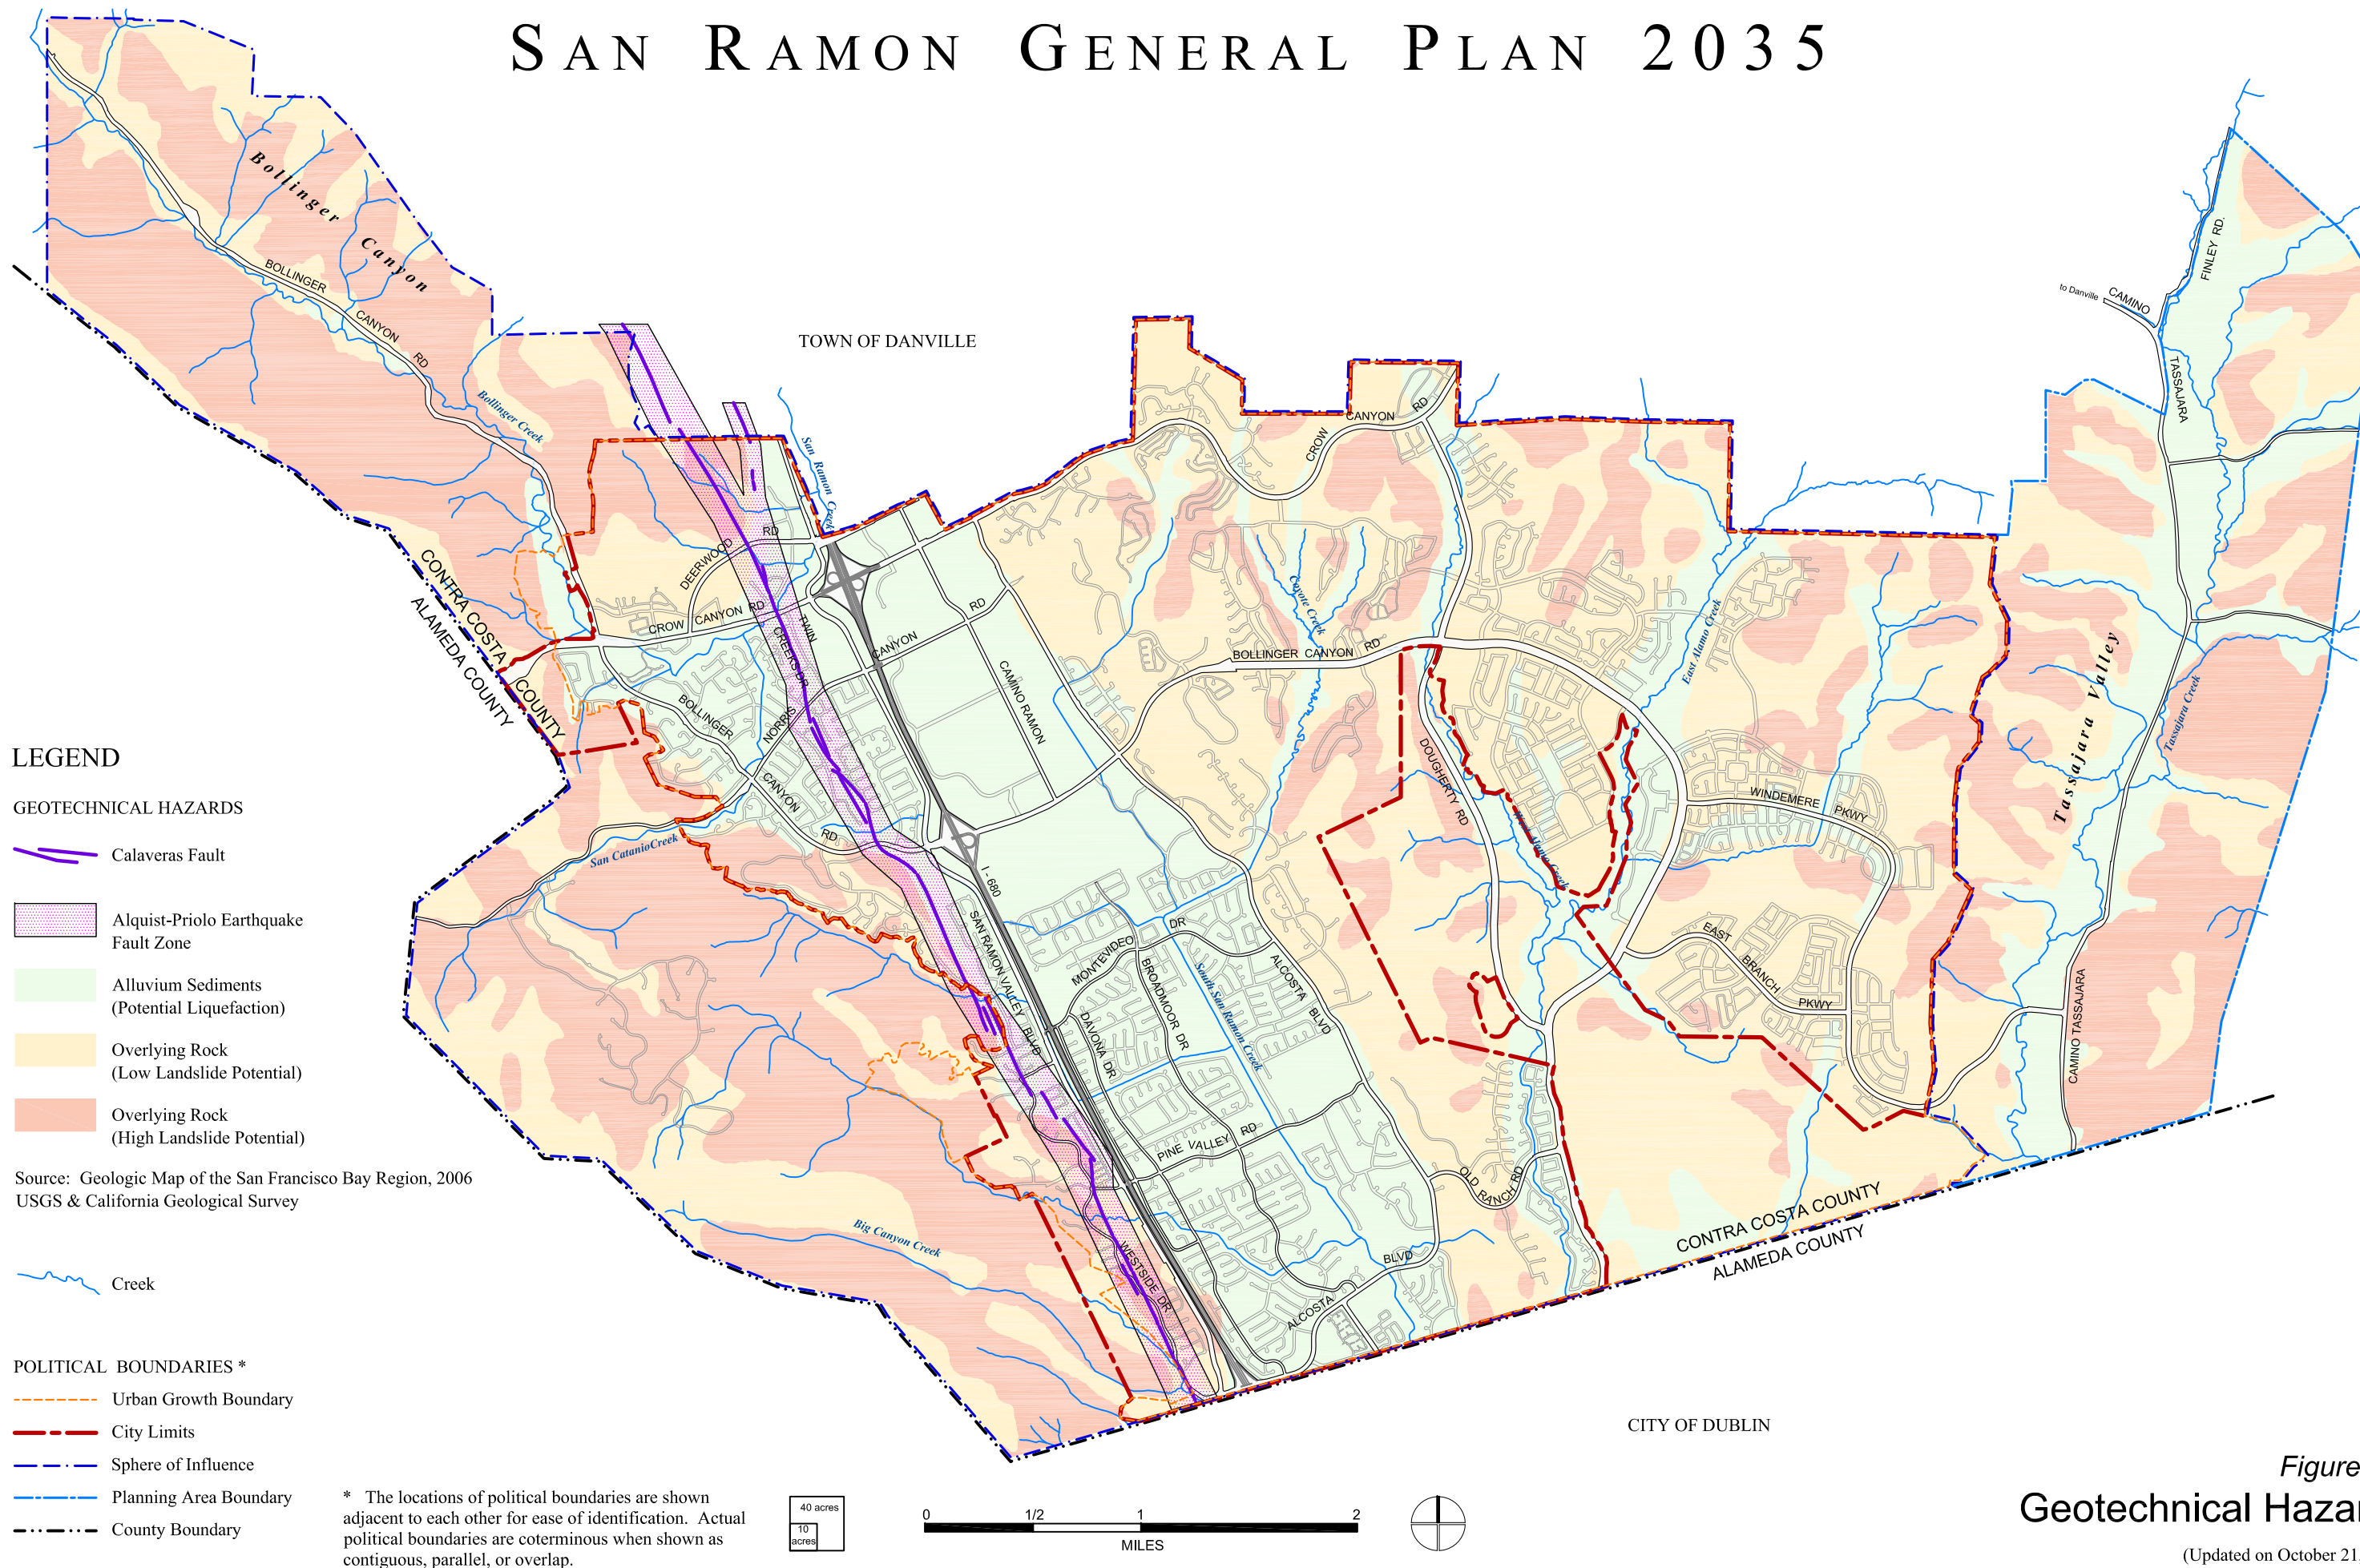 SAN RAMON GENERAL PLAN 2035
Bollinger
Canyon
BOLLINGER
CANYON
RD
Bollinger Creek
TOWN OF DANVILLE
San Ramon Creek
CANYON
RD
CROW
to Danville
CAMINO
TASSAJARA
FINLEY RD.
CONTRA COSTA
COUNTY
ALAMEDA COUNTY
DEERWOOD
RD
CROW CANYON RD
TWIN
CREEKS DR
CANYON
RD
NORRIS
BOLLINGER
CANYON
RD
CAMINO RAMON
Coyote Creek
BOLLINGER CANYON RD
East Alamo Creek
DOUGHERTY RD
West Alamo Creek
WINDEMERE PKWY
Tassajara Valley
Tassajara Creek
San CatanioCreek
I - 680
SAN RAMON VALLEY BLVD
MONTEVIDEO
DR
BROADMOOR DR
DAVONA DR
South San Ramon Creek
ALCOSTA
BLVD
EAST
BRANCH
PKWY
CAMINO TASSAJARA
PINE VALLEY RD
OLD RANCH RD
Big Canyon Creek
WESTSIDE DR
ALCOSTA
BLVD
CONTRA COSTA COUNTY
ALAMEDA COUNTY
CITY OF DUBLIN
LEGEND
GEOTECHNICAL HAZARDS
Calaveras Fault
Alquist-Priolo Earthquake
Fault Zone
Alluvium Sediments
(Potential Liquefaction)
Overlying Rock
(Low Landslide Potential)
Overlying Rock
(High Landslide Potential)
Source: Geologic Map of the San Francisco Bay Region, 2006
USGS & California Geological Survey
Creek
POLITICAL BOUNDARIES *
Urban Growth Boundary
City Limits
Sphere of Influence
Planning Area Boundary
County Boundary
* The locations of political boundaries are shown
adjacent to each other for ease of identification. Actual
political boundaries are coterminous when shown as
contiguous, parallel, or overlap.
40 acres
10
acres
0 1/2 1 2
MILES
Figure
Geotechnical Hazar
(Updated on October 21